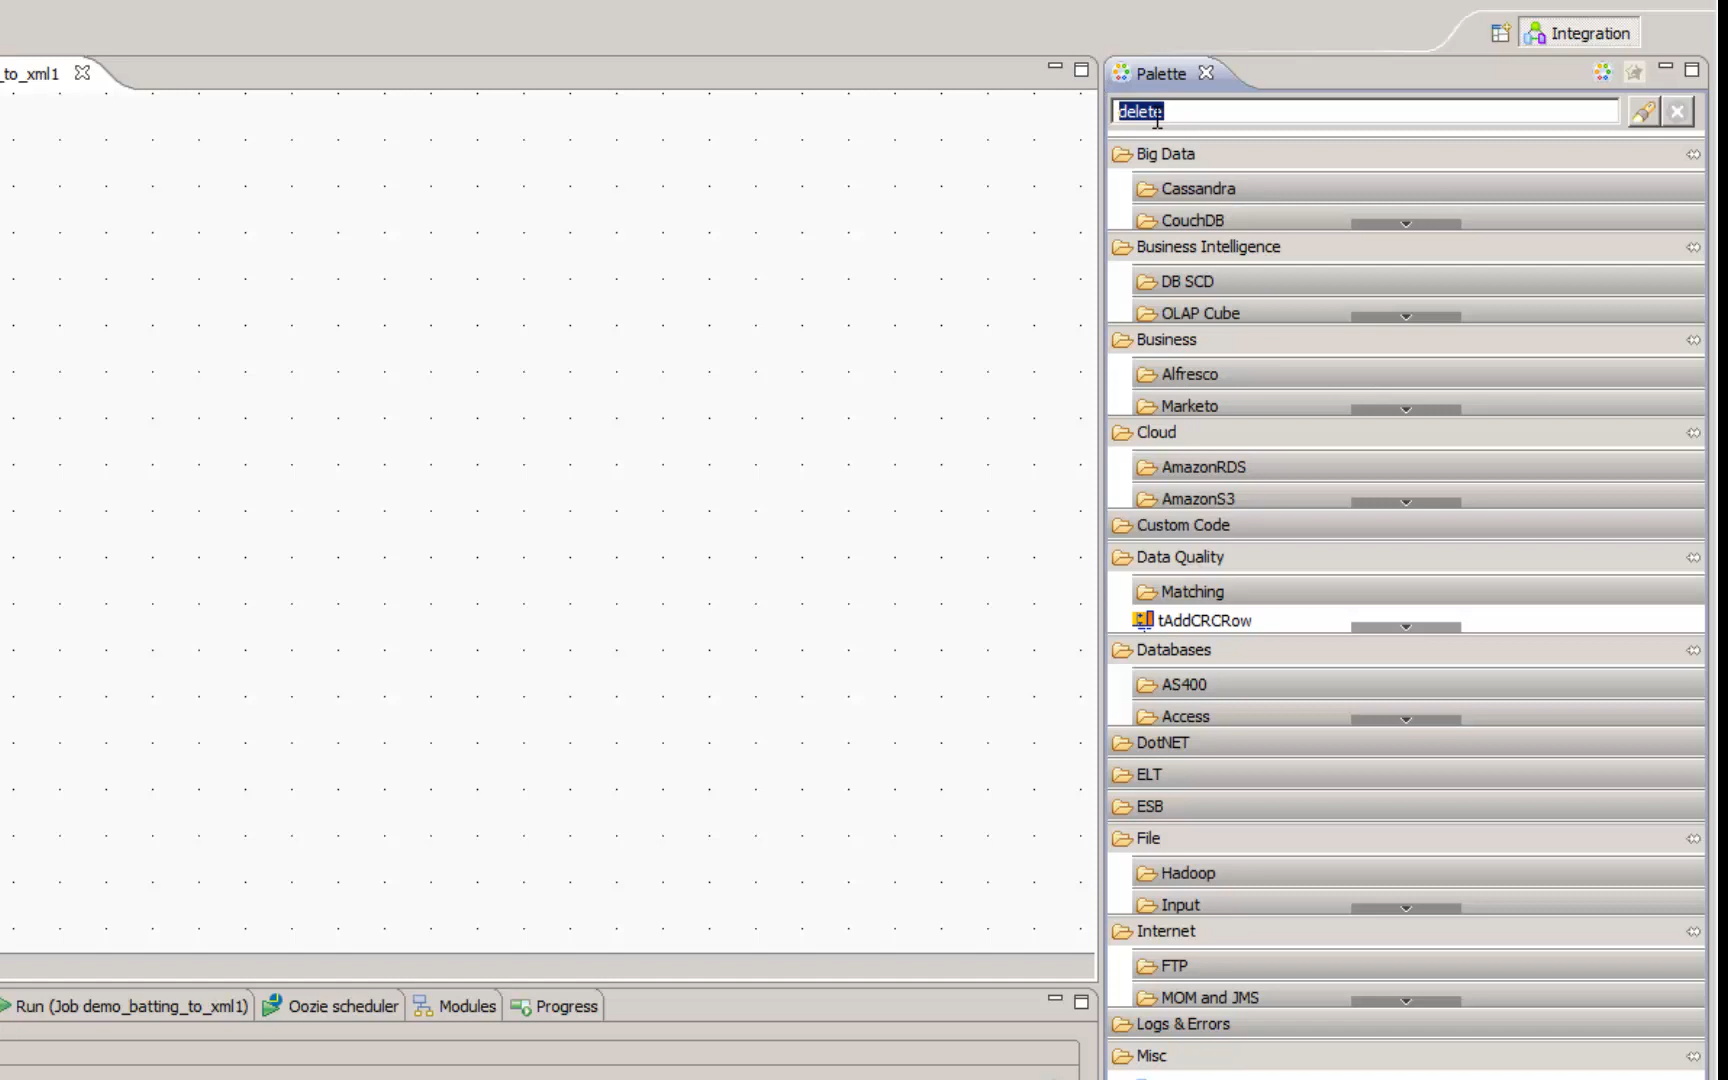 Integration
_to_xml1
Palette
delete
Big Data
Cassandra
CouchDB
Business Intelligence
DB SCD
OLAP Cube
Business
Alfresco
Marketo
Cloud
AmazonRDS
AmazonS3
Custom Code
Data Quality
Matching
tAddCRCRow
Databases
AS400
Access
DotNET
ELT
ESB
File
Hadoop
Input
Internet
FTP
MOM and JMS
Logs & Errors
Misc
Run (Job demo_batting_to_xml1)
Oozie scheduler
Modules
Progress